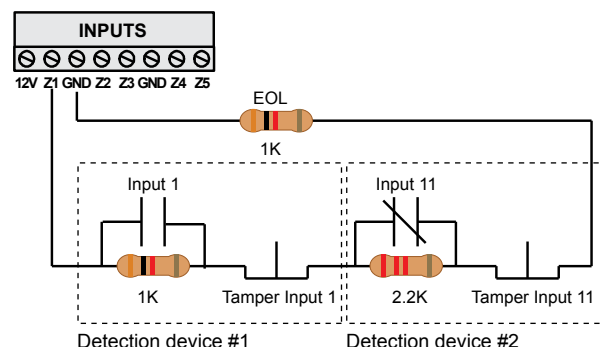 INPUTS
12V Z1 GND Z2 Z3 GND Z4 Z5
EOL
1K
Input 1
Input 11
1K
Tamper Input 1
2.2K
Tamper Input 11
Detection device #1
Detection device #2